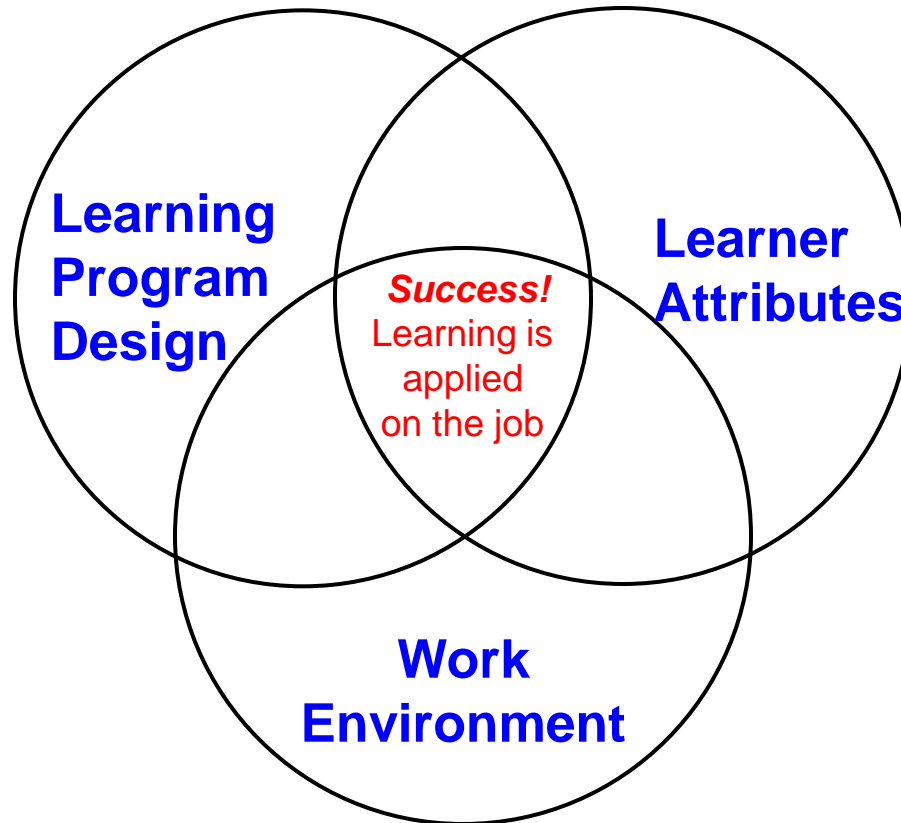 Learning
Program
Design
Learner
Attributes
Success!
Learning is
applied
on the job
Work
Environment